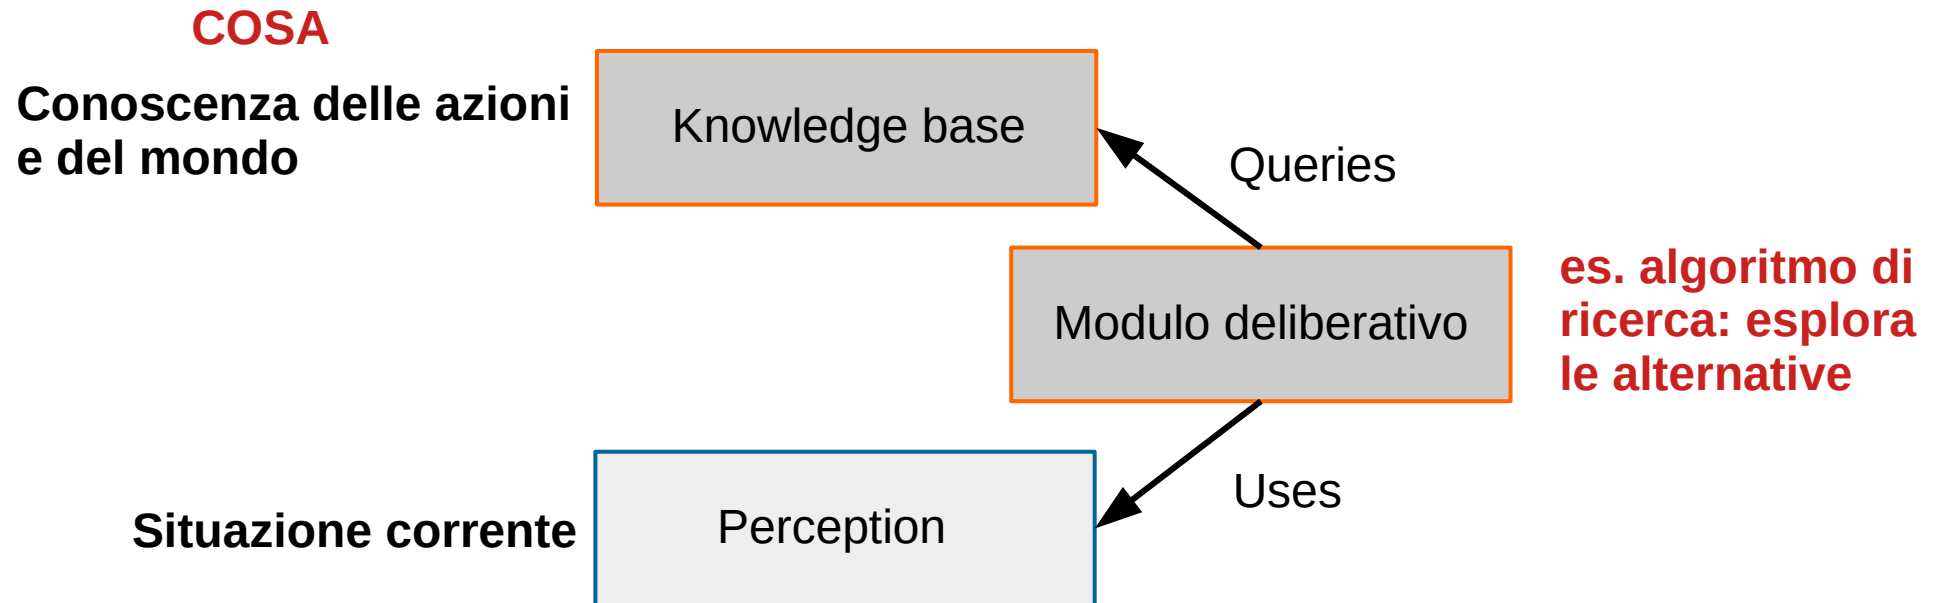 COSA
Conoscenza delle azioni
e del mondo
Knowledge base
Queries
Modulo deliberativo
es. algoritmo di
ricerca: esplora
le alternative
Uses
Situazione corrente
Perception